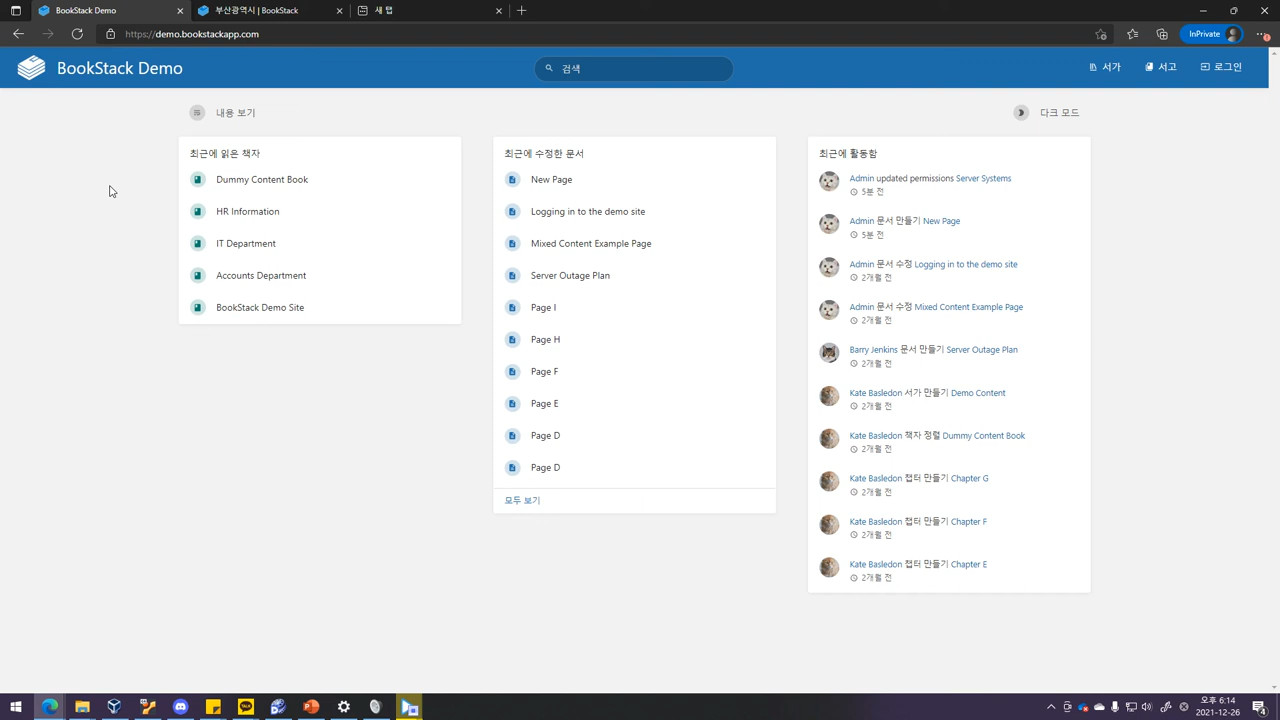 BookStack Demo
부산광역시 | BookStack
새 탭
https://demo.bookstackapp.com
InPrivate
BookStack Demo
검색
서가
서고
로그인
내용 보기
다크 모드
최근에 읽은 책자
Dummy Content Book
HR Information
IT Department
Accounts Department
BookStack Demo Site
최근에 수정한 문서
New Page
Logging in to the demo site
Mixed Content Example Page
Server Outage Plan
Page I
Page H
Page F
Page E
Page D
Page D
모두 보기
최근에 활동함
Admin updated permissions Server Systems
5분 전
Admin 문서 만들기 New Page
5분 전
Admin 문서 수정 Logging in to the demo site
2개월 전
Admin 문서 수정 Mixed Content Example Page
2개월 전
Barry Jenkins 문서 만들기 Server Outage Plan
2개월 전
Kate Basledon 서가 만들기 Demo Content
2개월 전
Kate Basledon 책자 정렬 Dummy Content Book
2개월 전
Kate Basledon 챕터 만들기 Chapter G
2개월 전
Kate Basledon 챕터 만들기 Chapter F
2개월 전
Kate Basledon 챕터 만들기 Chapter E
2개월 전
TALK
오후 6:14
2021-12-26
4